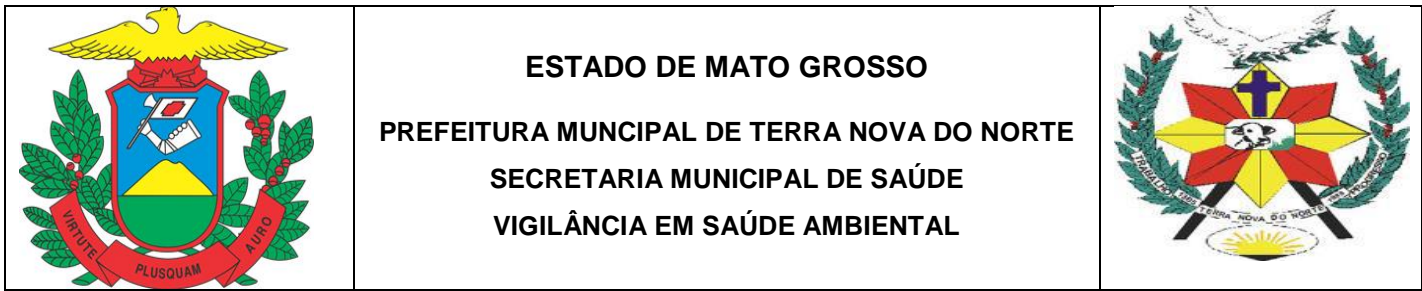 VIRTUTE
PLUSQUAM
AURO
ESTADO DE MATO GROSSO
PREFEITURA MUNCIPAL DE TERRA NOVA DO NORTE
SECRETARIA MUNICIPAL DE SAÚDE
VIGILÂNCIA EM SAÚDE AMBIENTAL
TRABALHO
TERRA NOVA DO NORTE
PROGRESSO